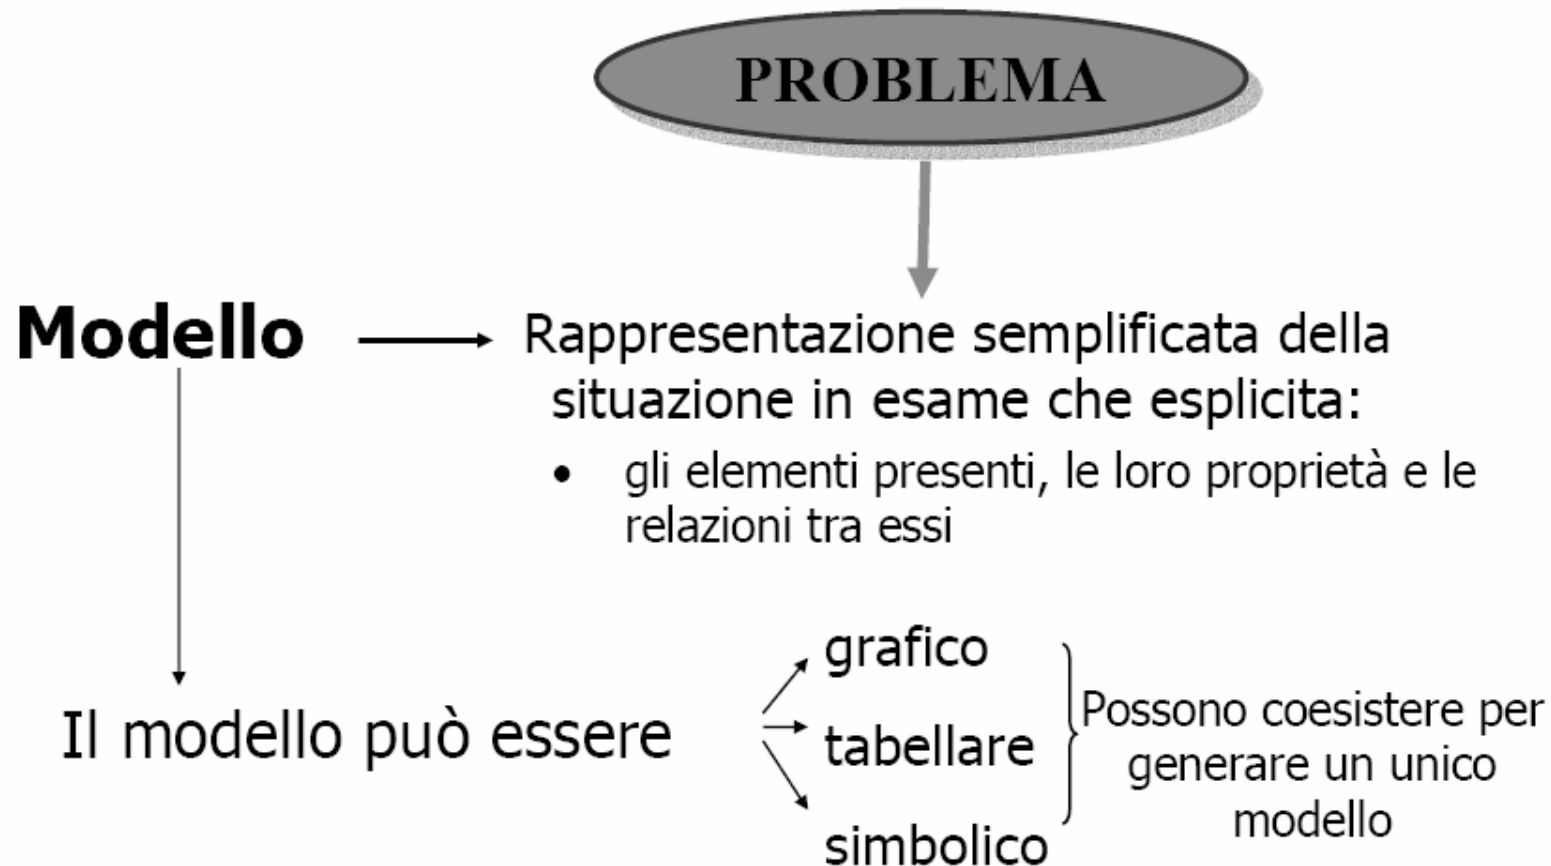 PROBLEMA
Modello
Rappresentazione semplificata della
situazione in esame che esplicita:
• gli elementi presenti, le loro proprietà e le
relazioni tra essi
Il modello può essere
grafico
tabellare
simbolico
Possono coesistere per
generare un unico
modello